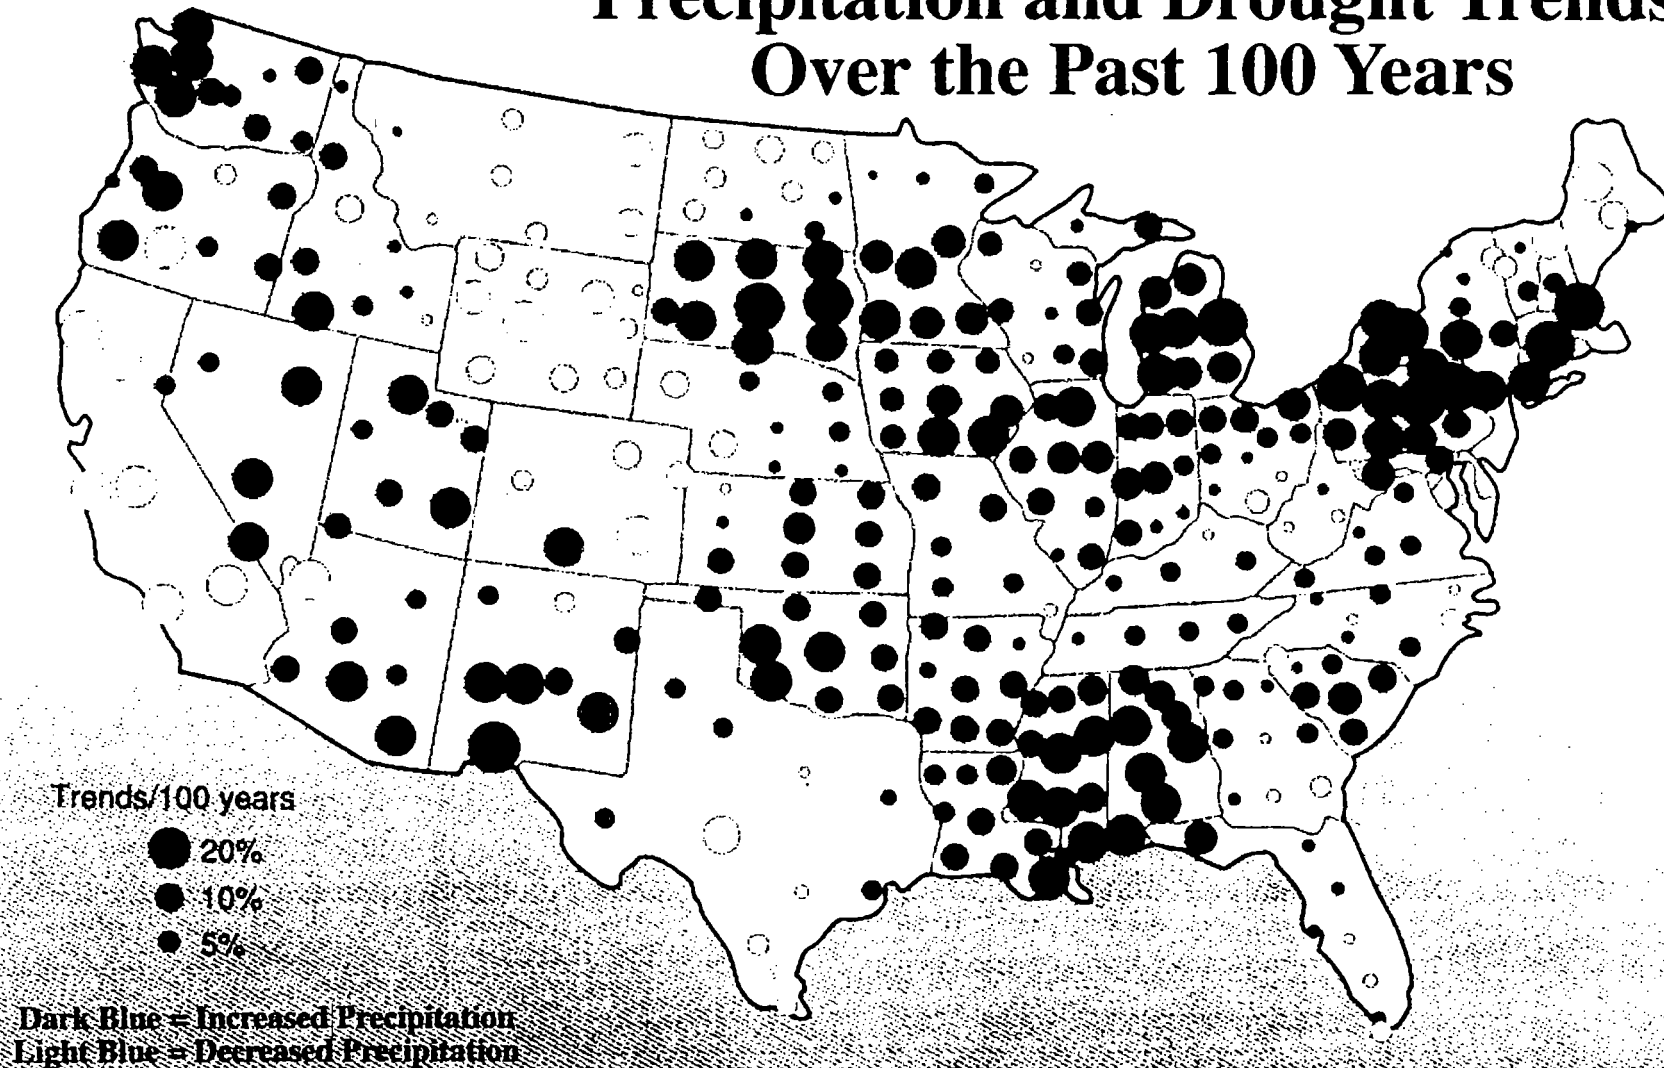 Precipitation and Drought Trends
Over the Past 100 Years
Trends/100 years
20%
10%
5%
Dark Blue = Increased Precipitation
Light Blue = Decreased Precipitation